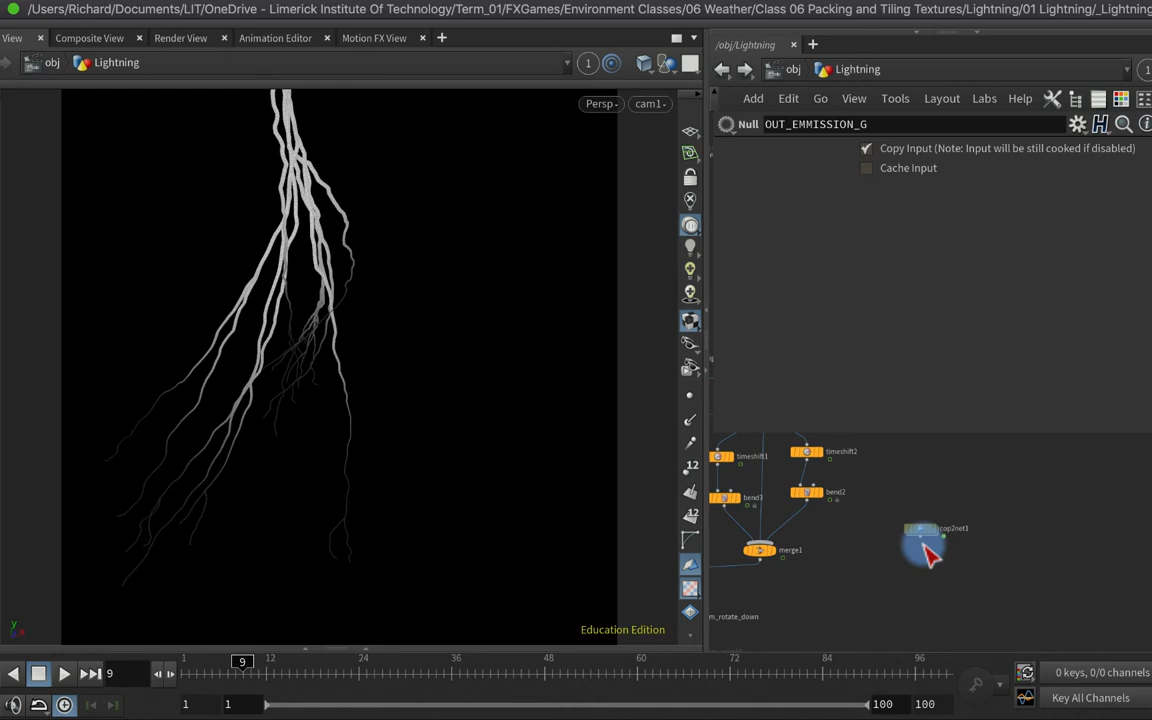 /Users/Richard/Documents/LIT/OneDrive - Limerick Institute Of Technology/Term_01/FXGames/Environment Classes/06 Weather/Class 06 Packing and Tiling Textures/Lightning/01 Lightning/_Lightning
View
Composite View
Render View
Animation Editor
Motion FX View
/obj/Lightning
obj
Lightning
1
obj
Lightning
1
Persp
cam1
Add
Edit
Go
View
Tools
Layout
Labs
Help
Null
OUT_EMMISSION_G
Copy Input (Note: Input will be still cooked if disabled)
Cache Input
12
12
timeshift1
timeshift2
bend3
bend2
cop2net1
merge1
m_rotate_down
Education Edition
y
9
1
12
24
36
48
60
72
84
96
9
0 keys, 0/0 channels
1
1
100
100
Key All Channels